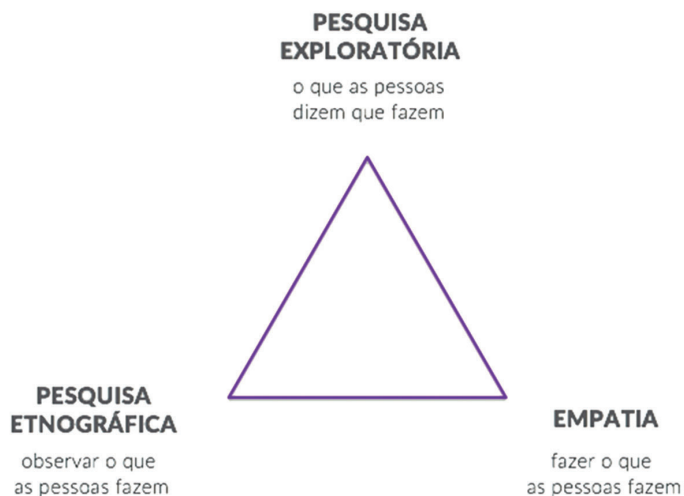 PESQUISA
EXPLORATÓRIA
o que as pessoas
dizem que fazem
PESQUISA
ETNOGRÁFICA
observar o que
as pessoas fazem
EMPATIA
fazer o que
as pessoas fazem